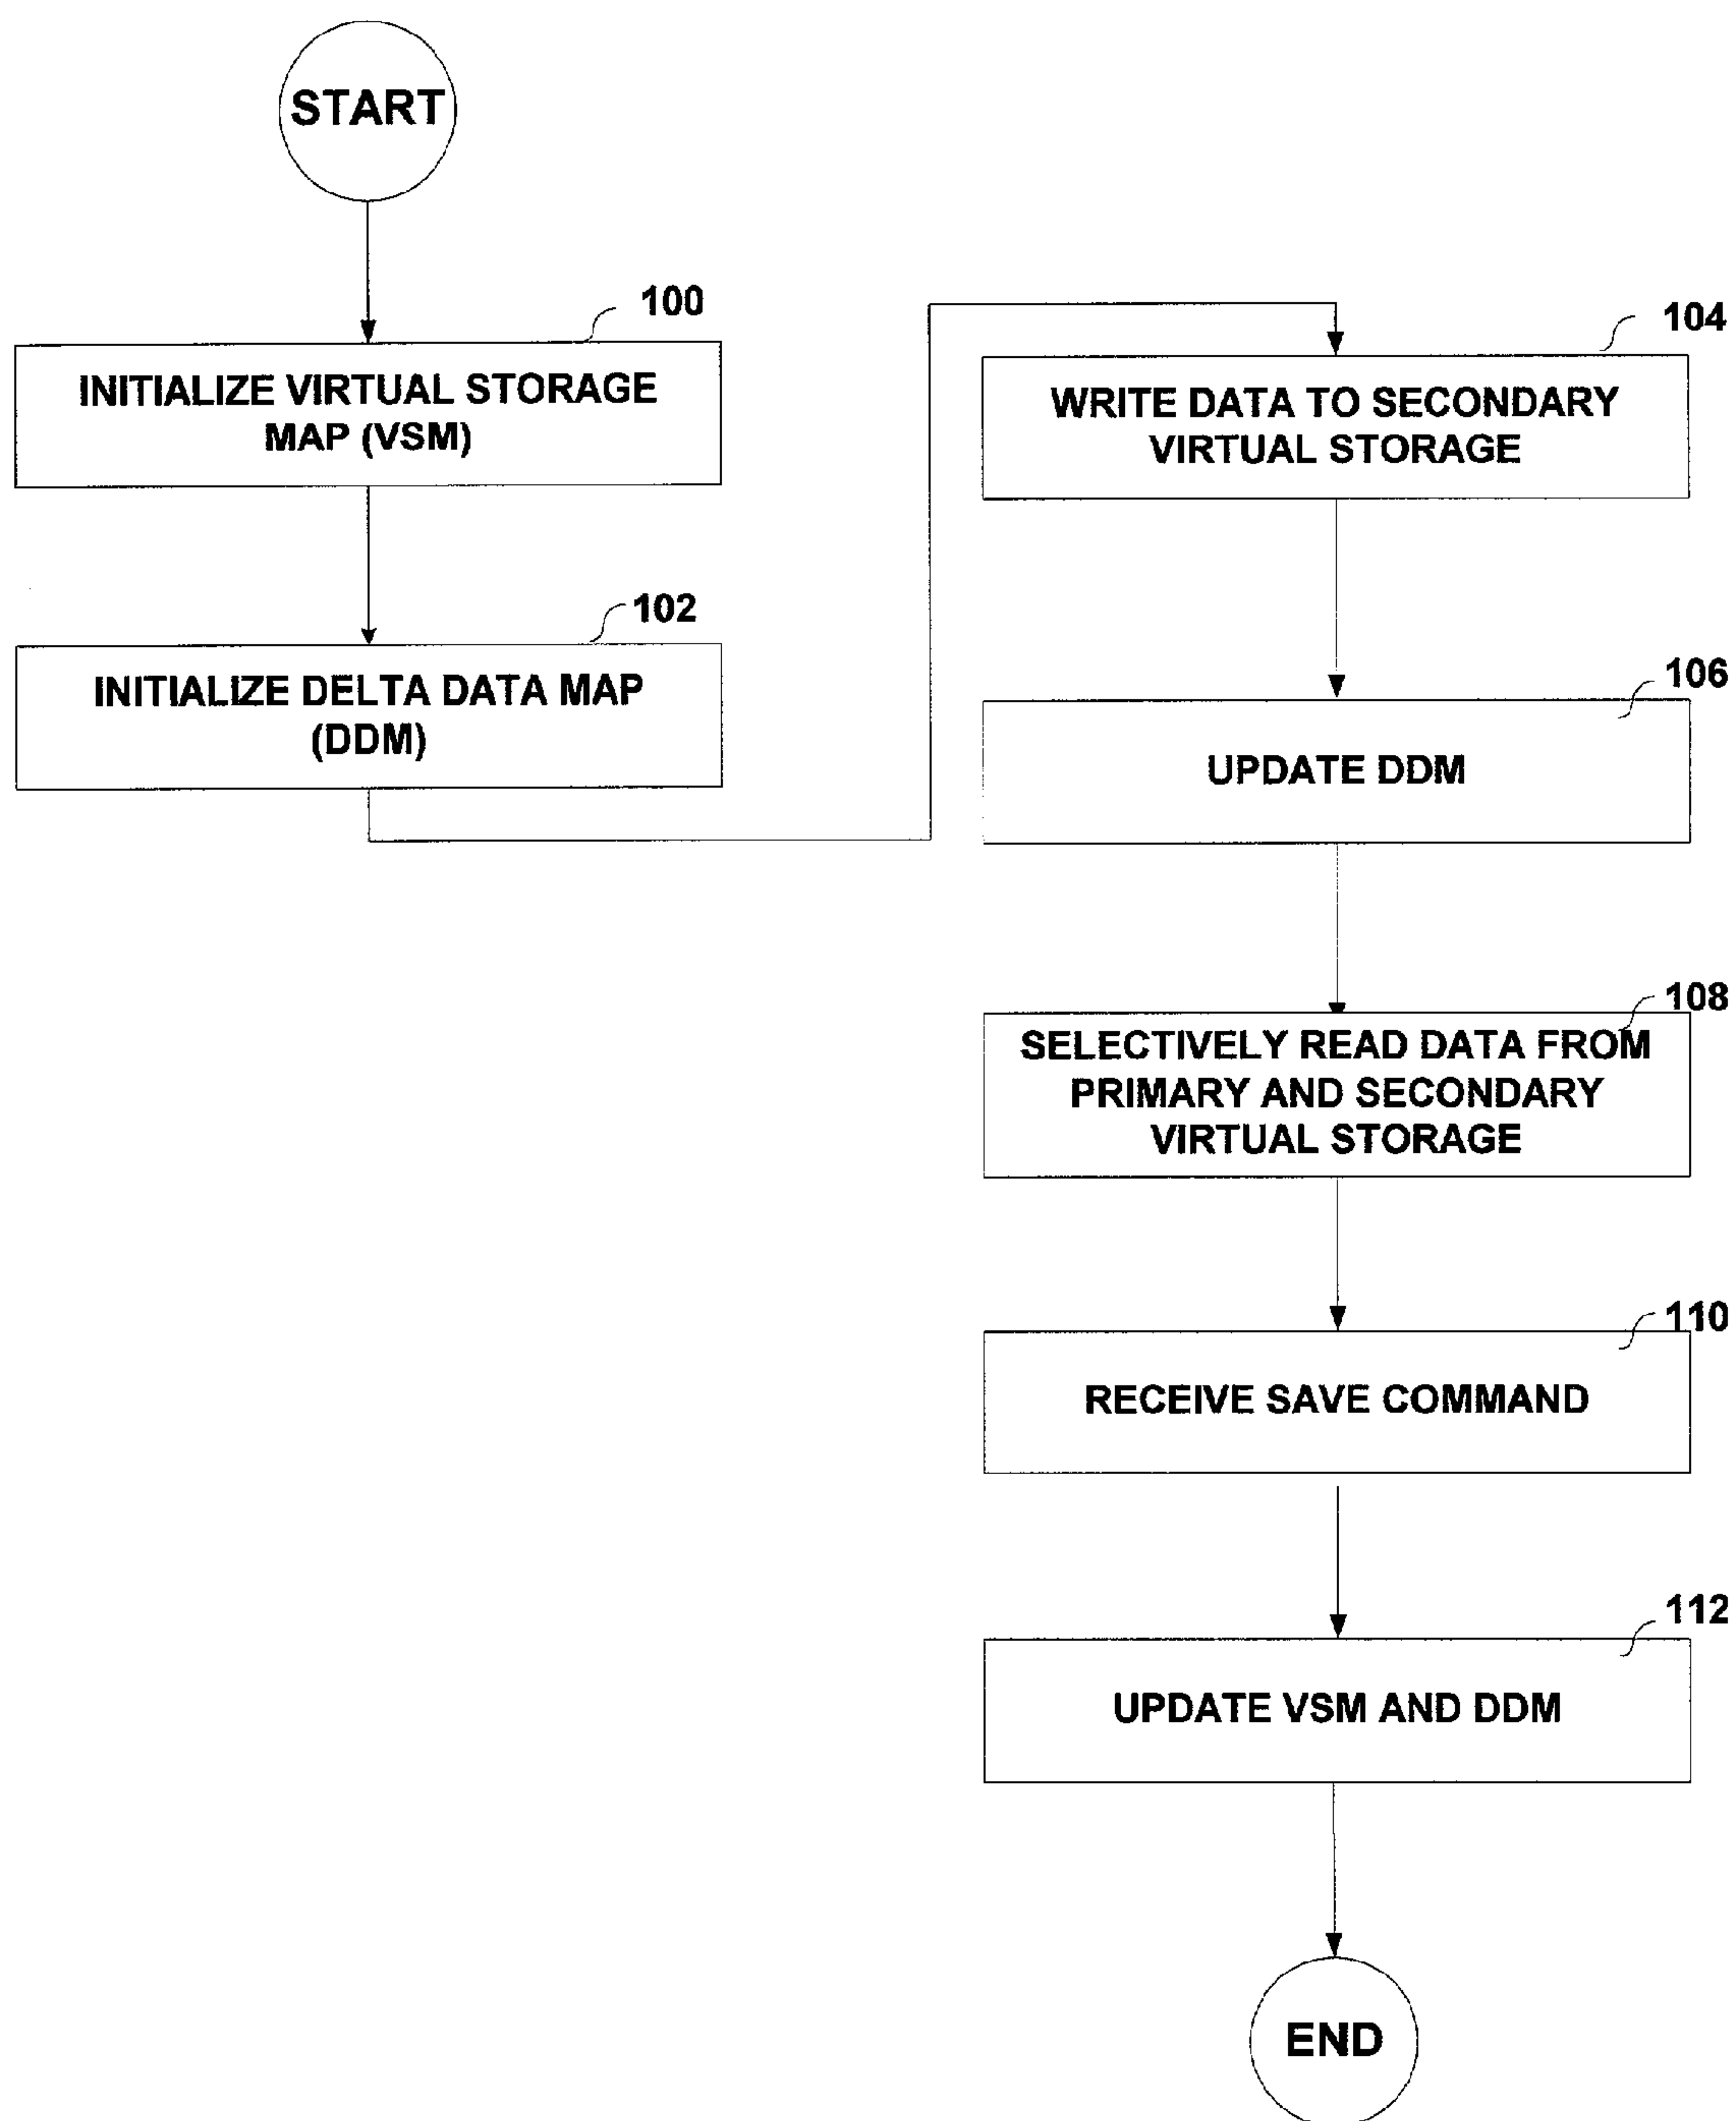 START
100
INITIALIZE VIRTUAL STORAGE
MAP (VSM)
102
INITIALIZE DELTA DATA MAP
(DDM)
104
WRITE DATA TO SECONDARY
VIRTUAL STORAGE
106
UPDATE DDM
108
SELECTIVELY READ DATA FROM
PRIMARY AND SECONDARY
VIRTUAL STORAGE
110
RECEIVE SAVE COMMAND
112
UPDATE VSM AND DDM
END